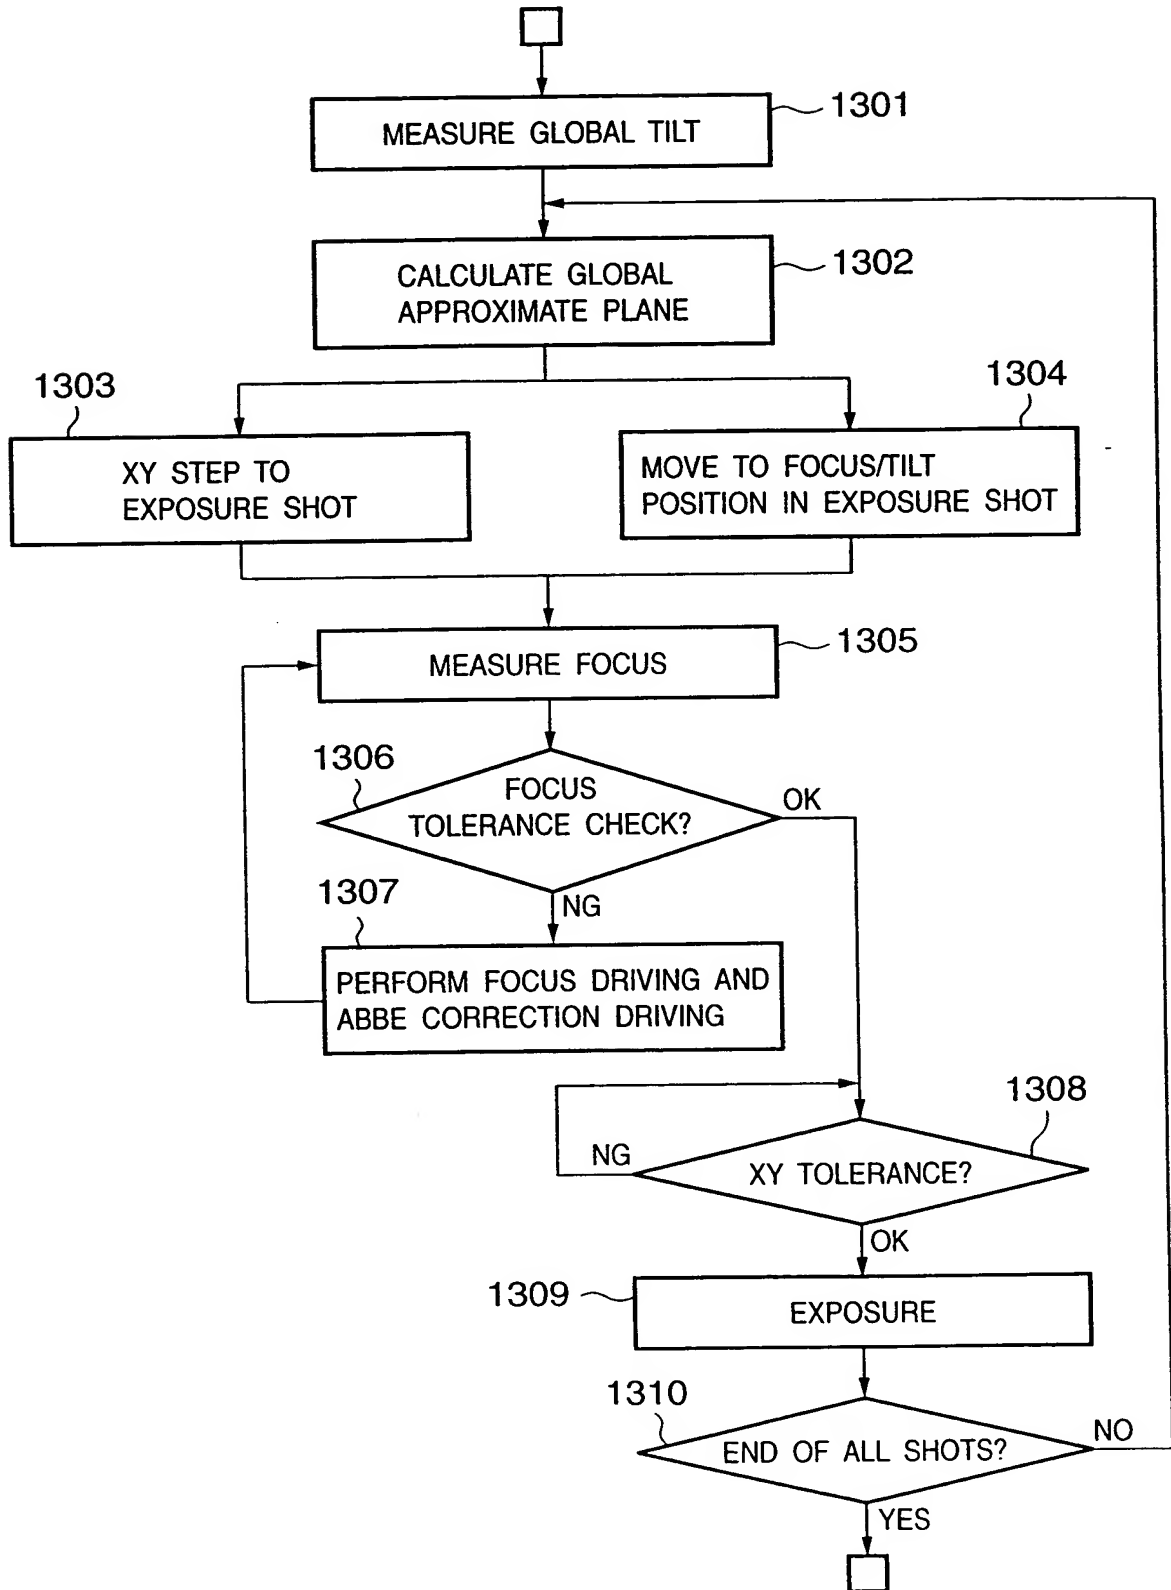 MEASURE GLOBAL TILT
1301
CALCULATE GLOBAL
APPROXIMATE PLANE
1302
1303
XY STEP TO
EXPOSURE SHOT
1304
MOVE TO FOCUS/TILT
POSITION IN EXPOSURE SHOT
MEASURE FOCUS
1305
1306
FOCUS
TOLERANCE CHECK?
OK
NG
1307
PERFORM FOCUS DRIVING AND
ABBE CORRECTION DRIVING
1308
XY TOLERANCE?
NG
OK
1309
EXPOSURE
1310
END OF ALL SHOTS?
NO
YES